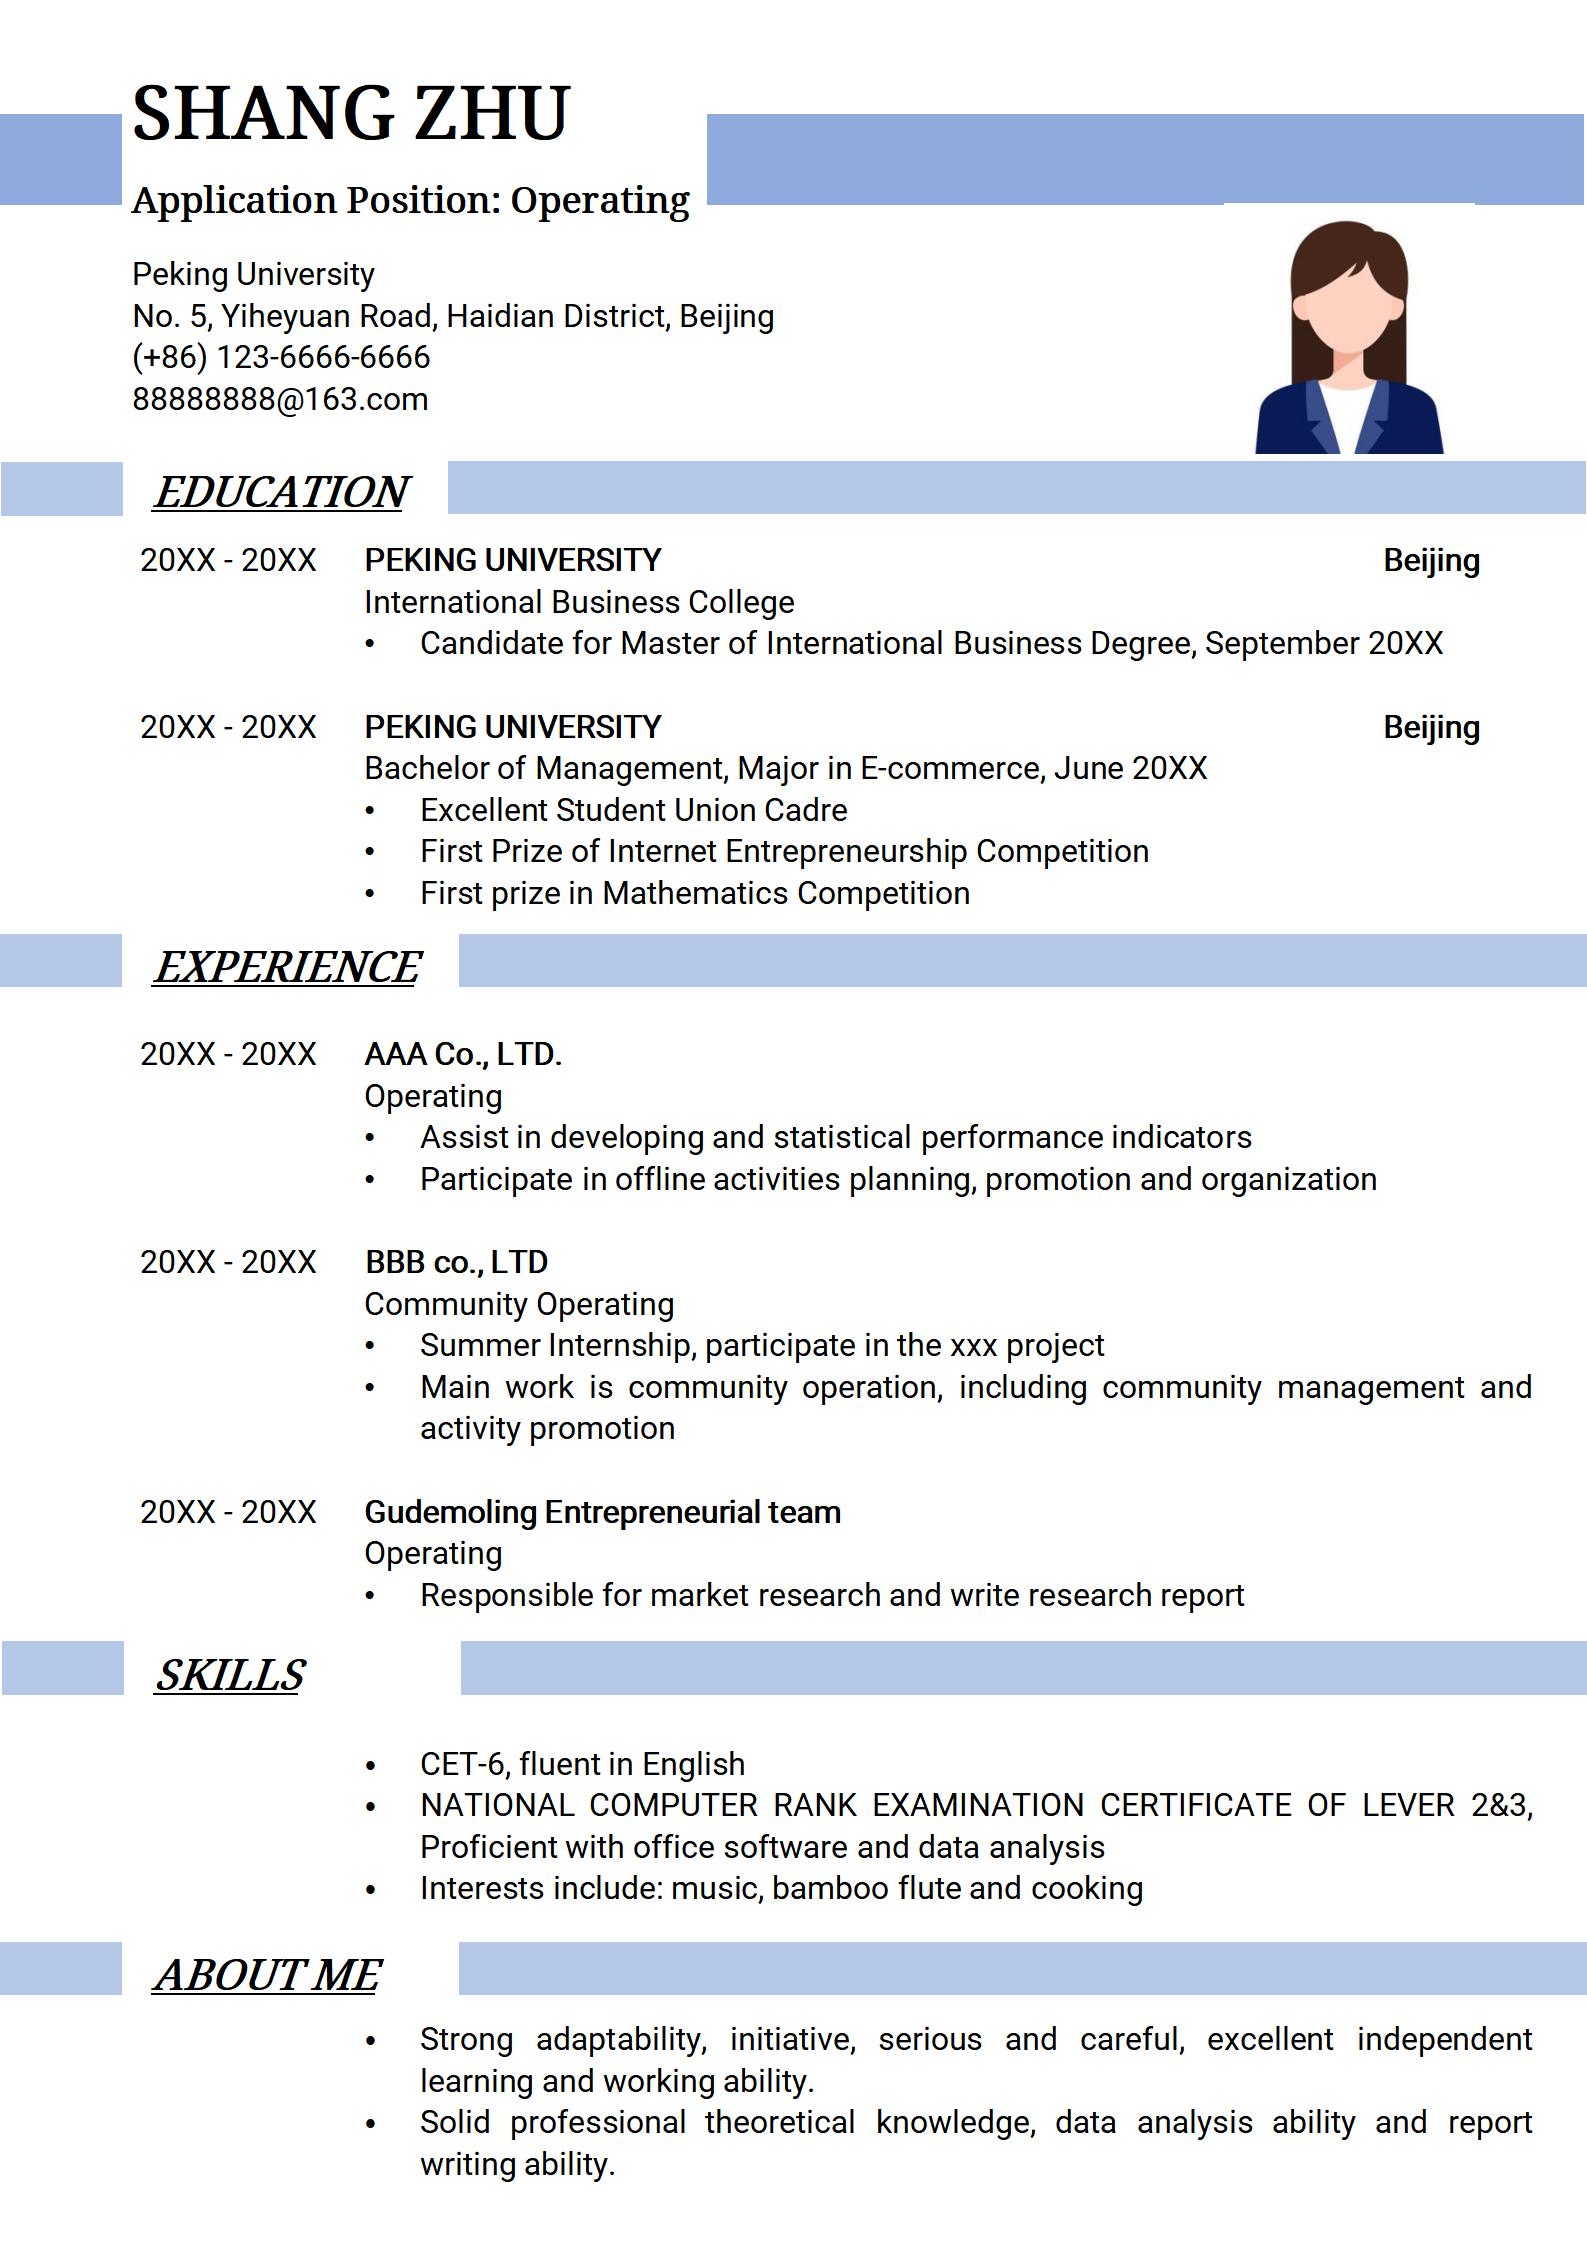 SHANG ZHU
Application Position: Operating
Peking University
No. 5, Yiheyuan Road, Haidian District, Beijing
(+86) 123-6666-6666
88888888@163.com
EDUCATION
20XX - 20XX PEKING UNIVERSITY Beijing
International Business College
• Candidate for Master of International Business Degree, September 20XX
20XX - 20XX PEKING UNIVERSITY Beijing
Bachelor of Management, Major in E-commerce, June 20XX
• Excellent Student Union Cadre
• First Prize of Internet Entrepreneurship Competition
• First prize in Mathematics Competition
EXPERIENCE
20XX - 20XX AAA Co., LTD.
Operating
• Assist in developing and statistical performance indicators
• Participate in offline activities planning, promotion and organization
20XX - 20XX BBB co., LTD
Community Operating
• Summer Internship, participate in the xxx project
• Main work is community operation, including community management and
activity promotion
20XX - 20XX Gudemoling Entrepreneurial team
Operating
• Responsible for market research and write research report
SKILLS
• CET-6, fluent in English
• NATIONAL COMPUTER RANK EXAMINATION CERTIFICATE OF LEVER 2&3,
Proficient with office software and data analysis
• Interests include: music, bamboo flute and cooking
ABOUT ME
• Strong adaptability, initiative, serious and careful, excellent independent
learning and working ability.
• Solid professional theoretical knowledge, data analysis ability and report
writing ability.